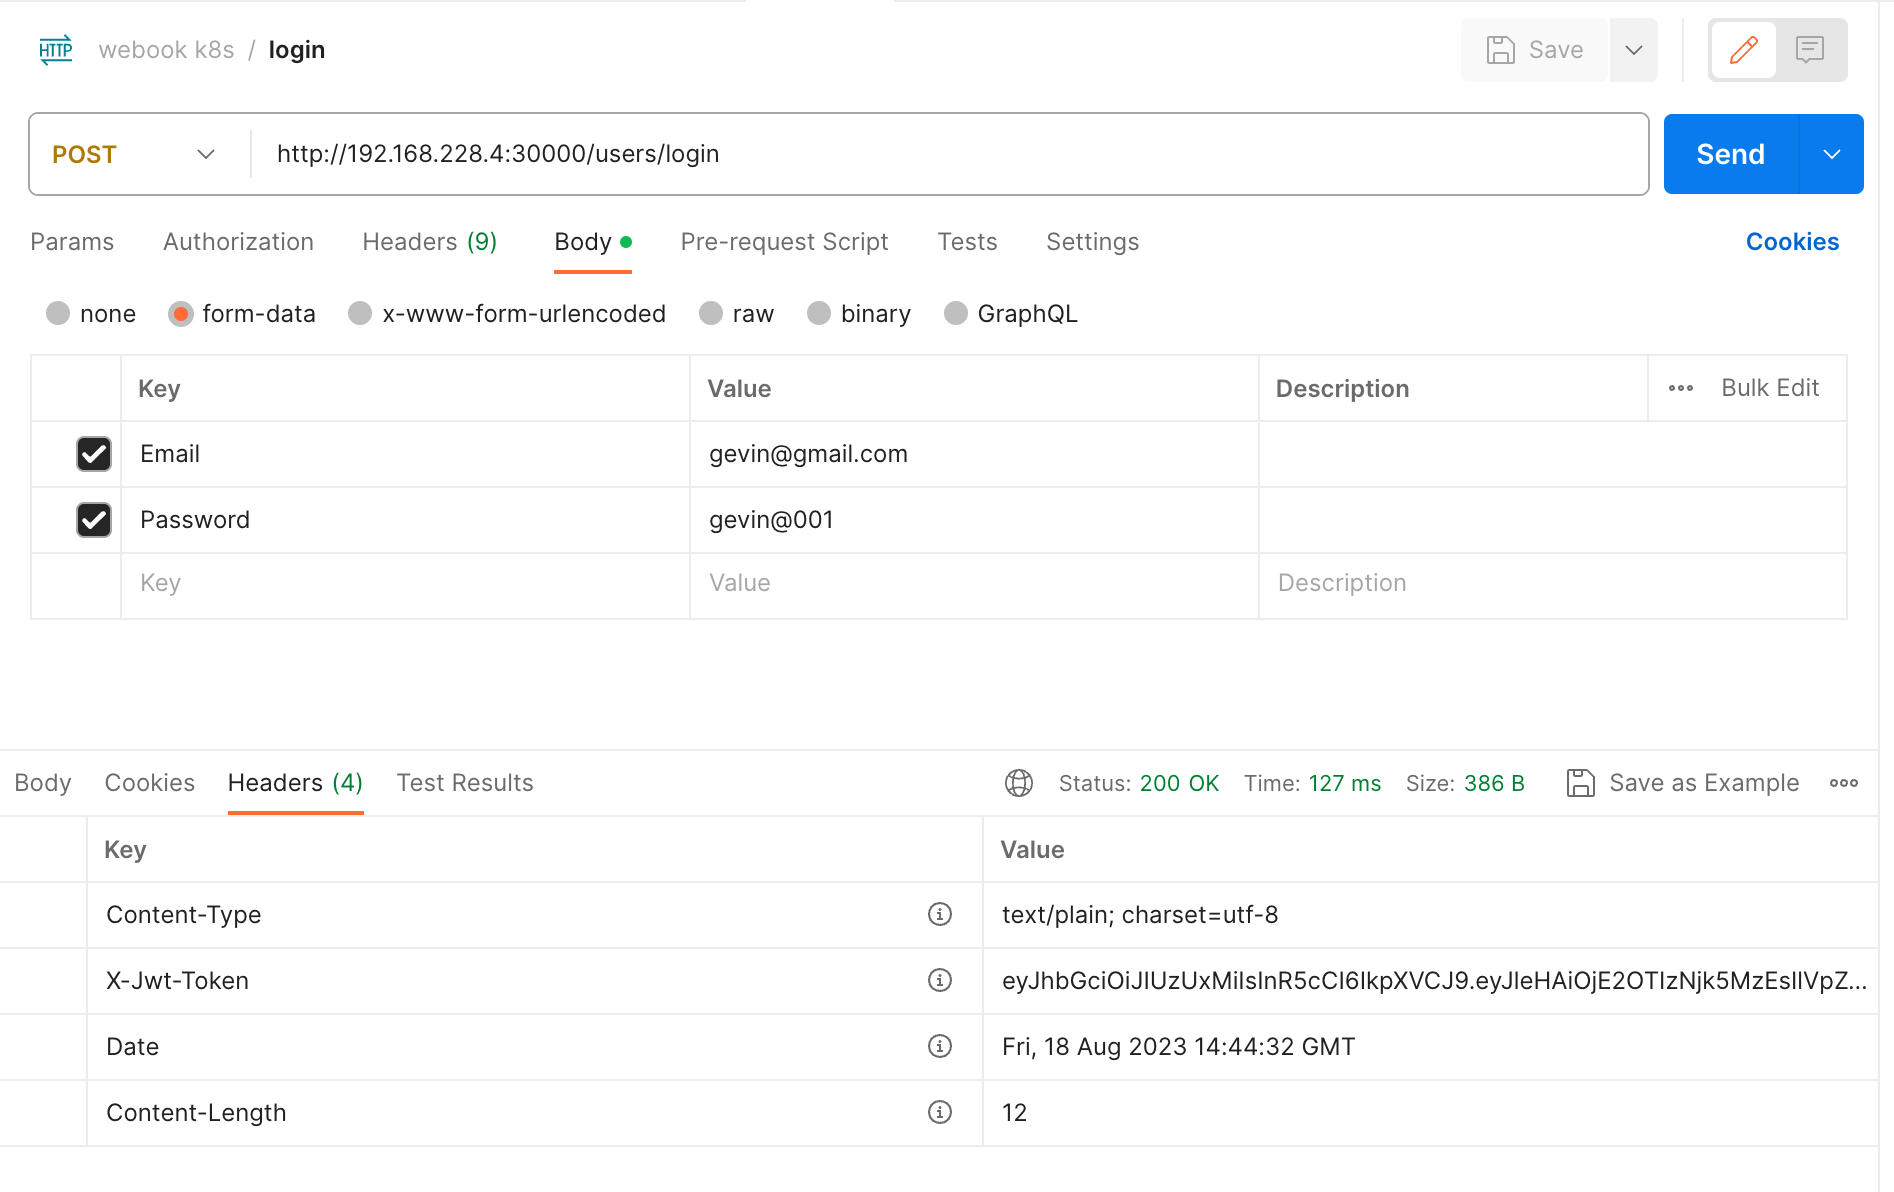 HTTP webook k8s / login Save
POST http://192.168.228.4:30000/users/login Send
Params Authorization Headers (9) Body Pre-request Script Tests Settings Cookies
none form-data x-www-form-urlencoded raw binary GraphQL
Key Value Description Bulk Edit
Email gevin@gmail.com
Password gevin@001
Key Value Description
Body Cookies Headers (4) Test Results Status: 200 OK Time: 127 ms Size: 386 B Save as Example
Key Value
Content-Type text/plain; charset=utf-8
X-Jwt-Token eyJhbGciOiJIUzUxMiIsInR5cCI6IkpXVCJ9.eyJleHAiOjE2OTIzNjk5MzEsIlVpZ...
Date Fri, 18 Aug 2023 14:44:32 GMT
Content-Length 12